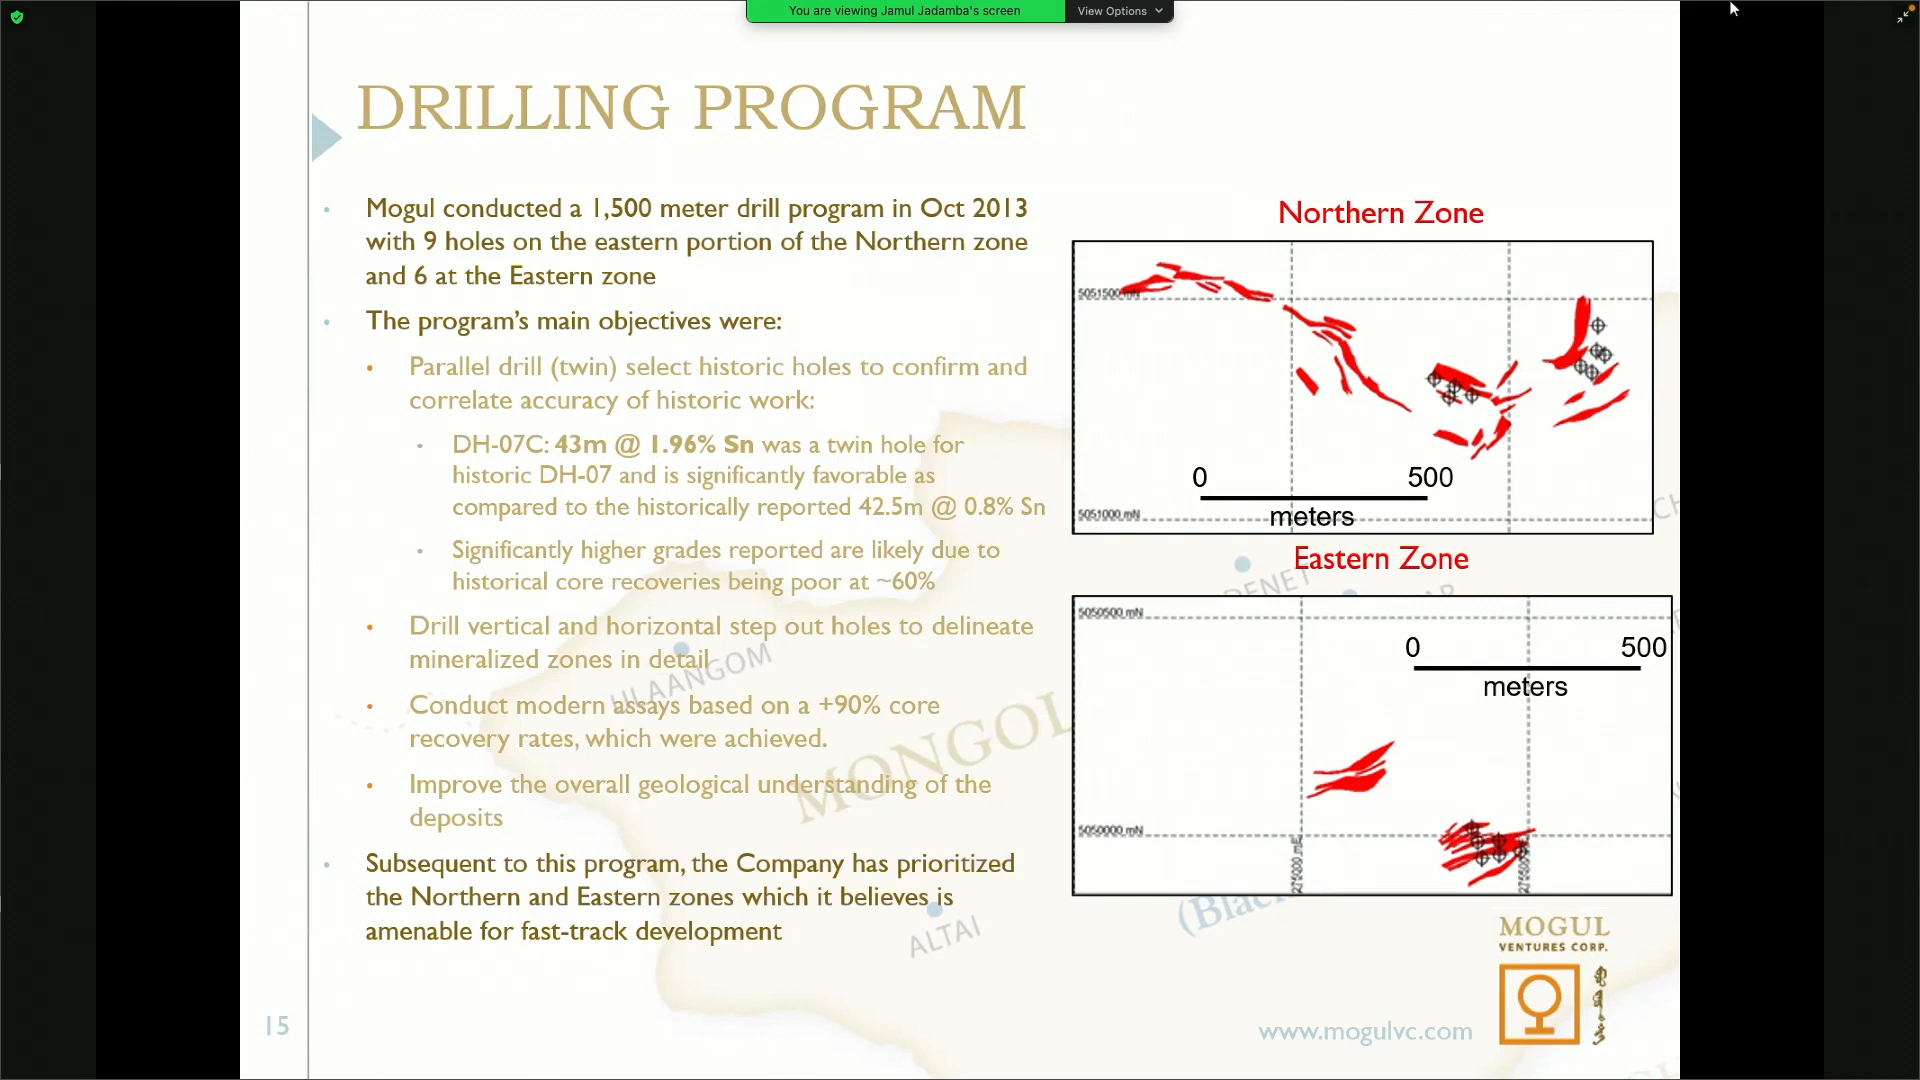 You are viewing Jamul Jadamba's screen
View Options
DRILLING PROGRAM
Mogul conducted a 1,500 meter drill program in Oct 2013
with 9 holes on the eastern portion of the Northern zone
and 6 at the Eastern zone
The program's main objectives were:
Parallel drill (twin) select historic holes to confirm and
correlate accuracy of historic work:
DH-07C: 43m @ 1.96% Sn was a twin hole for
historic DH-07 and is significantly favorable as
compared to the historically reported 42.5m @ 0.8% Sn
Significantly higher grades reported are likely due to
historical core recoveries being poor at ~60%
Drill vertical and horizontal step out holes to delineate
mineralized zones in detail
Conduct modern assays based on a +90% core
recovery rates, which were achieved.
Improve the overall geological understanding of the
deposits
Subsequent to this program, the Company has prioritized
the Northern and Eastern zones which it believes is
amenable for fast-track development
Northern Zone
5051500 mN
0 500
meters
5051000 mN
Eastern Zone
5050500 mN
0 500
meters
5050000 mN
275000 mE
ULAANGOM
MONGOL
ALTAI
(Blac
MOGUL
VENTURES CORP.
www.mogulvc.com
15